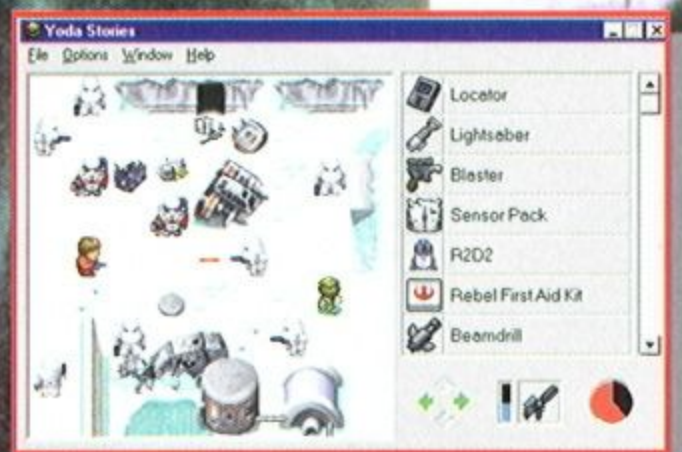 Yoda Stories
File Options Window Help
Locator
Lightsaber
Blaster
Sensor Pack
R2D2
Rebel First Aid Kit
Beamdrill